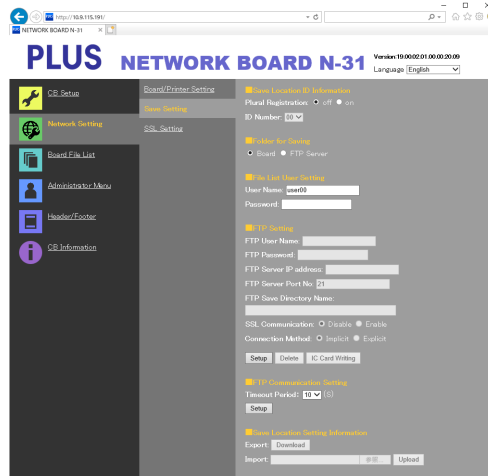 http://10.9.115.191/
NETWORK BOARD N-31
PLUS NETWORK BOARD N-31
Version:19.00.02.01.00.00.20.09
Language English
CB Setup
Network Setting
Board File List
Administrator Menu
Header/Footer
CB Information
Board/Printer Setting
Save Setting
SSL Setting
Save Location ID Information
Plural Registration: off on
ID Number: 00
Folder for Saving
Board FTP Server
File List User Setting
User Name: user00
Password:
FTP Setting
FTP User Name:
FTP Password:
FTP Server IP address:
FTP Server Port No: 21
FTP Save Directory Name:
SSL Communication: Disable Enable
Connection Method: Implicit Explicit
Setup Delete IC Card Writing
FTP Communication Setting
Timeout Period: 10 (S)
Setup
Save Location Setting Information
Export: Download
Import: 参照... Upload